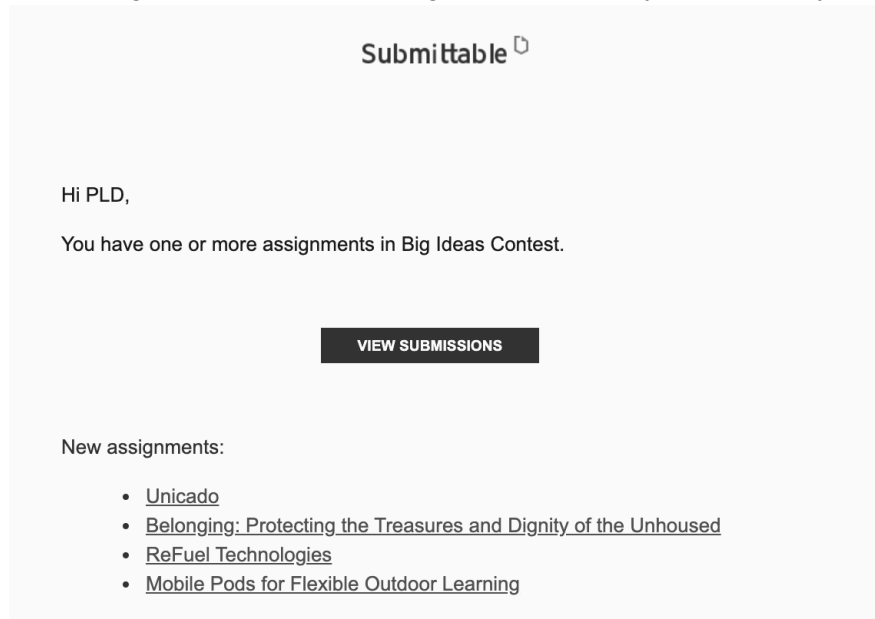 Submittable
Hi PLD,
You have one or more assignments in Big Ideas Contest.
VIEW SUBMISSIONS
New assignments:
• Unicado
• Belonging: Protecting the Treasures and Dignity of the Unhoused
• ReFuel Technologies
• Mobile Pods for Flexible Outdoor Learning